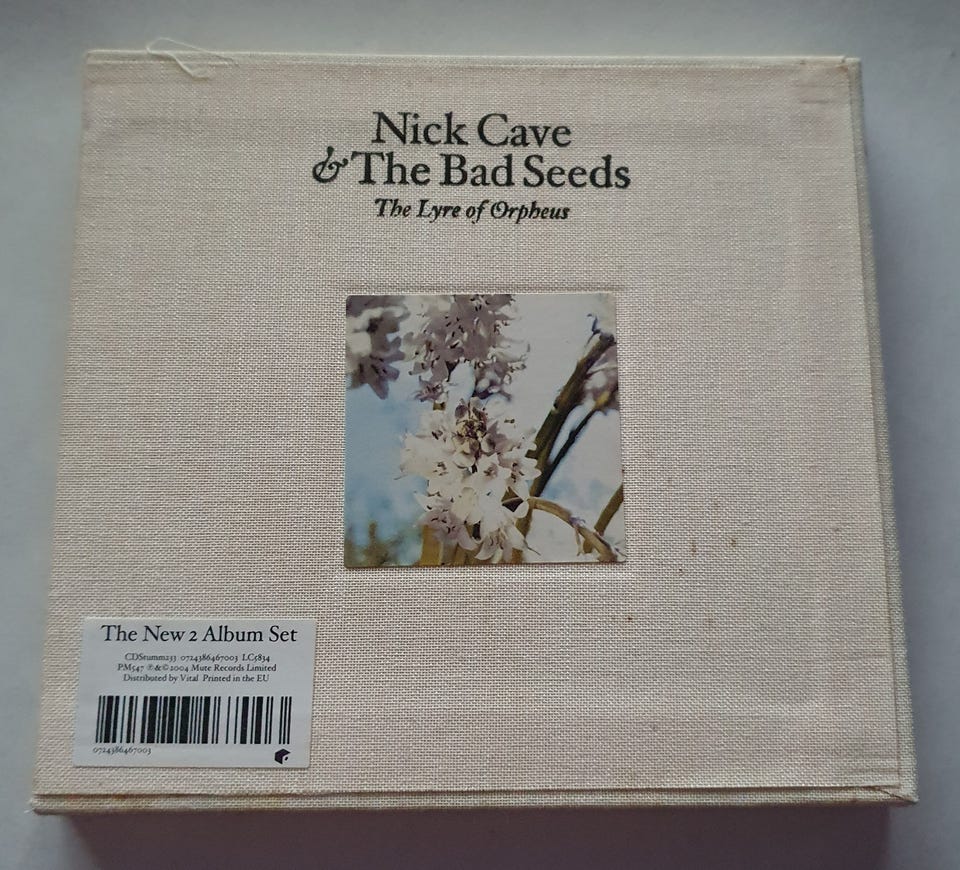 Nick Cave
& The Bad Seeds
The Lyre of Orpheus
The New 2 Album Set
CDStumm233 0724386467003 LC5834
PM547 ℗&©2004 Mute Records Limited
Distributed by Vital Printed in the EU
0724386467003